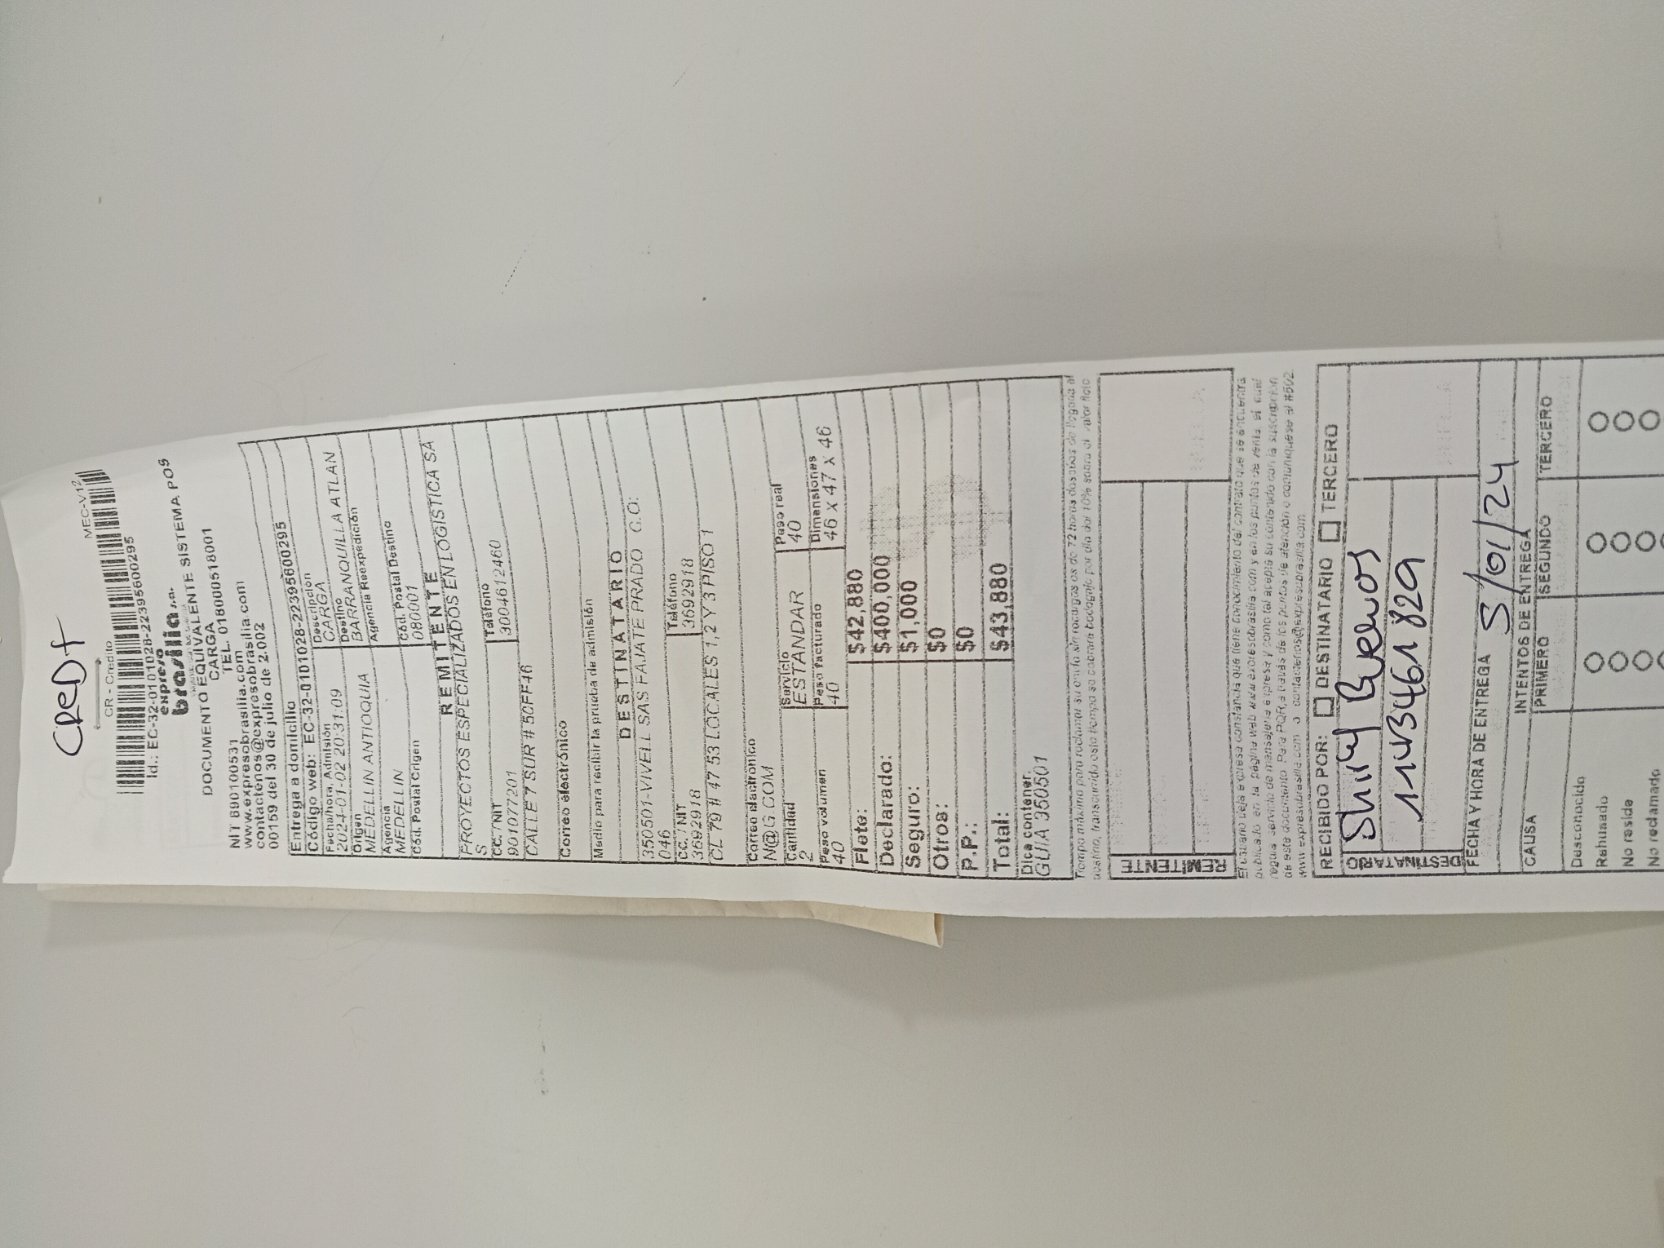 CReDf
MEC-V12
CR - Credito
Id.: EC-32-0101028-22395600295
expreso
brasilia s.a.
DOCUMENTO EQUIVALENTE SISTEMA POS
CARGA
TEL. 018000518001
NIT 890100531
www.expresobrasilia.com
contactenos@expresobrasilia.com
00159 del 30 de julio de 2.002
Entrega a domicilio
Código web: EC-32-0101028-22395600295
Fecha/hora, Admisión Descripción
2024-01-02 20:31:09 CARGA
Origen Destino
MEDELLIN ANTIOQUIA BARRANQUILLA ATLAN
Agencia Agencia Reexpedición
MEDELLIN
Cód. Postal Origen Cód. Postal Destino
080001
REMITENTE
PROYECTOS ESPECIALIZADOS EN LOGISTICA SA
S
CC./NIT Teléfono
901077201 3004612460
CALLE 7 SUR # 50FF46
Correo electrónico
Medio para recibir la prueba de admisión
DESTINATARIO
350501-VIVELL SAS FAJATE PRADO C.O:
046
CC./NIT Teléfono
3692918 3692918
CL 79 # 47 53 LOCALES 1,2 Y 3 PISO 1
Correo electronico
N@G.COM
Cantidad Servicio Peso real
2 ESTANDAR 40
Peso volumen Peso facturado Dimensiones
40 40 46 x 47 x 46
Flete: $42,880
Declarado: $400,000
Seguro: $1,000
Otros: $0
P.P.: $0
Total: $43,880
Dice contener
GUIA 350501
REMITENTE
RECIBIDO POR: DESTINATARIO TERCERO
DESTINATARIO
FECHA Y HORA DE ENTREGA 5/01/24
INTENTOS DE ENTREGA
CAUSA PRIMERO SEGUNDO TERCERO
Desconocido
Rehusado
No reside
No reclamado